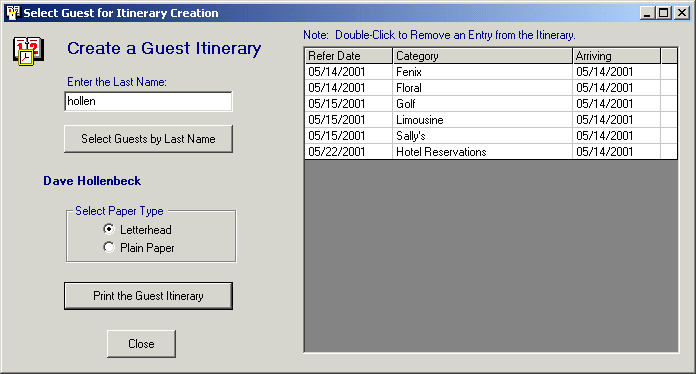 Select Guest for Itinerary Creation
Create a Guest Itinerary
Enter the Last Name:
hollen
Select Guests by Last Name
Dave Hollenbeck
Select Paper Type
Letterhead
Plain Paper
Print the Guest Itinerary
Close
Note: Double-Click to Remove an Entry from the Itinerary.
Refer Date Category Arriving
05/14/2001 Fenix 05/14/2001
05/14/2001 Floral 05/14/2001
05/15/2001 Golf 05/14/2001
05/15/2001 Limousine 05/14/2001
05/15/2001 Sally's 05/14/2001
05/22/2001 Hotel Reservations 05/14/2001